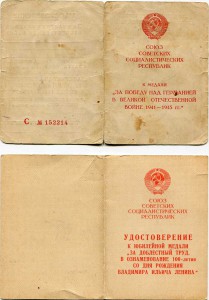 СОЮЗ
СОВЕТСКИХ
СОЦИАЛИСТИЧЕСКИХ
РЕСПУБЛИК
К МЕДАЛИ
"ЗА ПОБЕДУ НАД ГЕРМАНИЕЙ
В ВЕЛИКОЙ ОТЕЧЕСТВЕННОЙ
ВОЙНЕ 1941—1945 гг."
С № 152214
СОЮЗ
СОВЕТСКИХ
СОЦИАЛИСТИЧЕСКИХ
РЕСПУБЛИК
УДОСТОВЕРЕНИЕ
К ЮБИЛЕЙНОЙ МЕДАЛИ
"ЗА ДОБЛЕСТНЫЙ ТРУД.
В ОЗНАМЕНОВАНИЕ 100-летия
СО ДНЯ РОЖДЕНИЯ
ВЛАДИМИРА ИЛЬИЧА ЛЕНИНА"